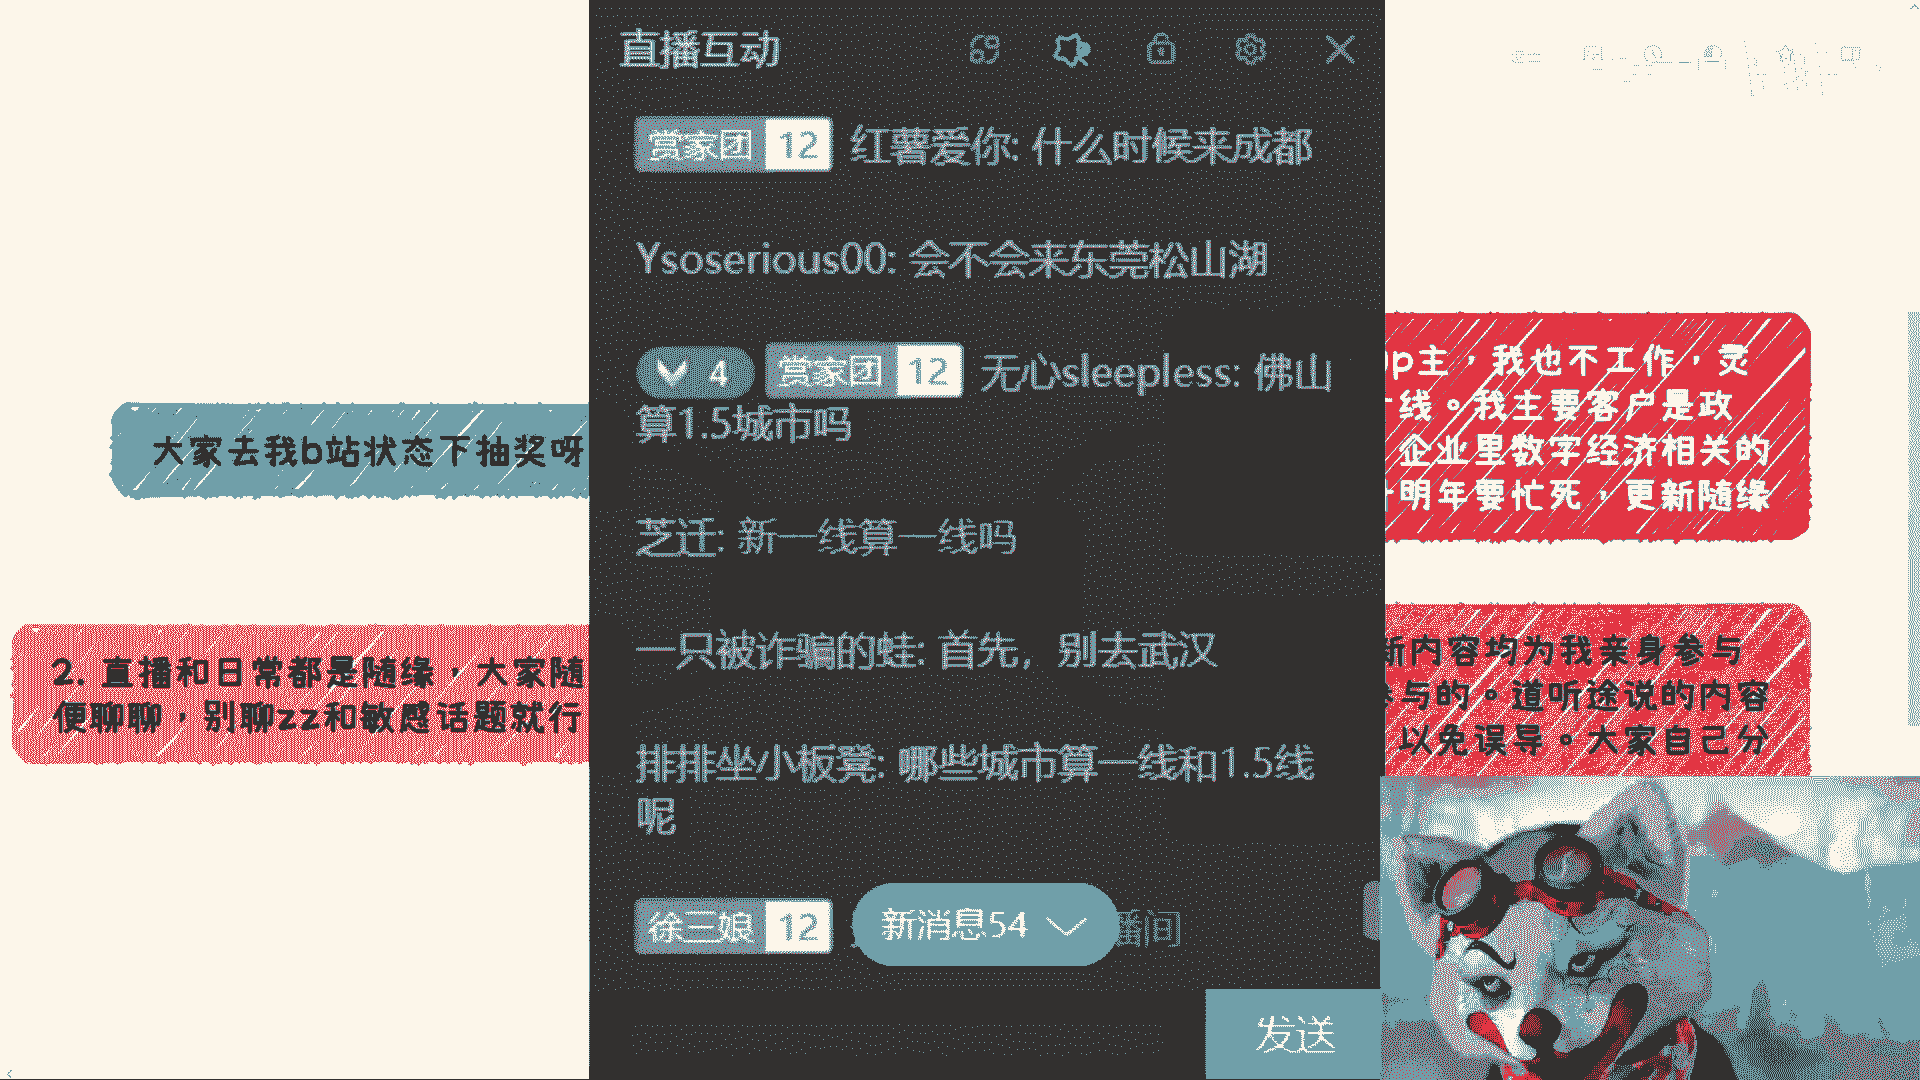 直播互动
赏家团 12 红薯爱你: 什么时候来成都
Ysoserious00: 会不会来东莞松山湖
4 赏家团 12 无心sleepless: 佛山
算1.5城市吗
芝迁: 新一线算一线吗
一只被诈骗的蛙: 首先，别去武汉
排排坐小板凳: 哪些城市算一线和1.5线
呢
徐三娘 12
新消息54
播间
发送
大家去我b站状态下抽奖呀
2. 直播和日常都是随缘，大家随
便聊聊，别聊zz和敏感话题就行
p主，我也不工作，灵
线。我主要客户是政
企业里数字经济相关的
明年要忙死，更新随缘
新内容均为我亲身参与
参与的。道听途说的内容
以免误导。大家自己分